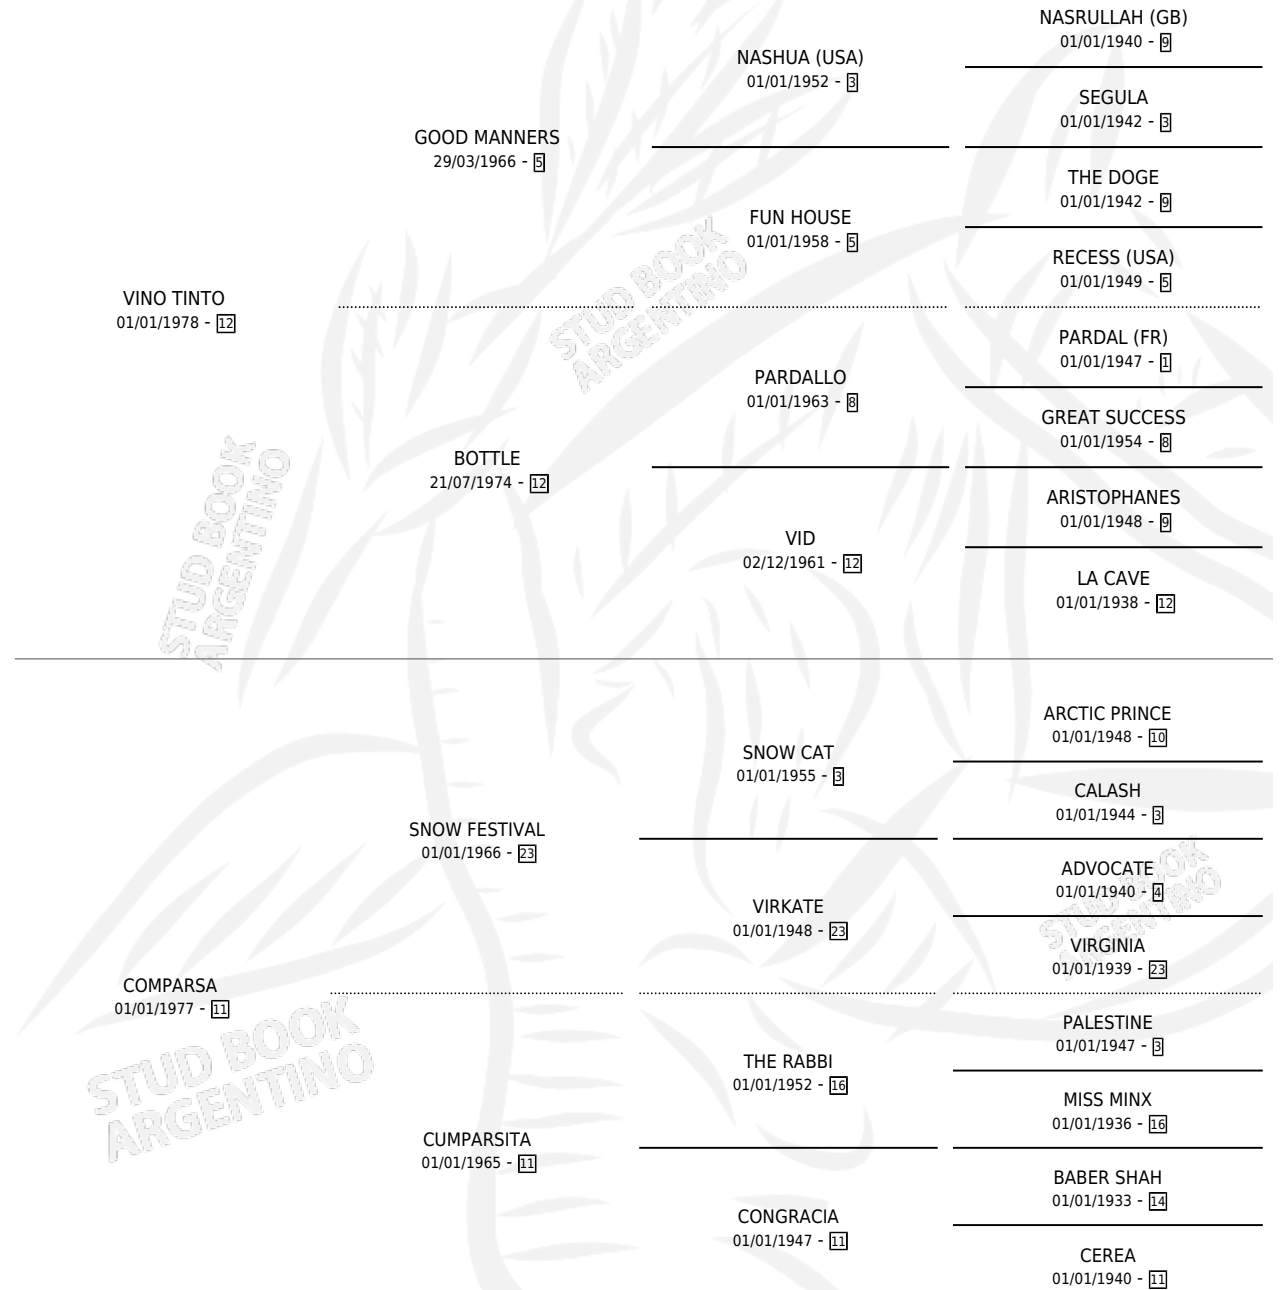 NASRULLAH (GB)
01/01/1940 - 9
NASHUA (USA)
01/01/1952 - 3
SEGULA
01/01/1942 - 3
GOOD MANNERS
29/03/1966 - 5
THE DOGE
01/01/1942 - 9
FUN HOUSE
01/01/1958 - 5
RECESS (USA)
01/01/1949 - 5
VINO TINTO
01/01/1978 - 12
PARDAL (FR)
01/01/1947 - 1
PARDALLO
01/01/1963 - 8
GREAT SUCCESS
01/01/1954 - 8
BOTTLE
21/07/1974 - 12
ARISTOPHANES
01/01/1948 - 9
VID
02/12/1961 - 12
LA CAVE
01/01/1938 - 12
ARCTIC PRINCE
01/01/1948 - 10
SNOW CAT
01/01/1955 - 3
CALASH
01/01/1944 - 3
SNOW FESTIVAL
01/01/1966 - 23
ADVOCATE
01/01/1940 - 4
VIRKATE
01/01/1948 - 23
VIRGINIA
01/01/1939 - 23
COMPARSA
01/01/1977 - 11
PALESTINE
01/01/1947 - 3
THE RABBI
01/01/1952 - 16
MISS MINX
01/01/1936 - 16
CUMPARSITA
01/01/1965 - 11
BABER SHAH
01/01/1933 - 14
CONGRACIA
01/01/1947 - 11
CEREA
01/01/1940 - 11
STUD BOOK
ARGENTINO
STUD BOOK
ARGENTINO
STUD BOOK
ARGENTINO
STUD BOOK
ARGENTINO